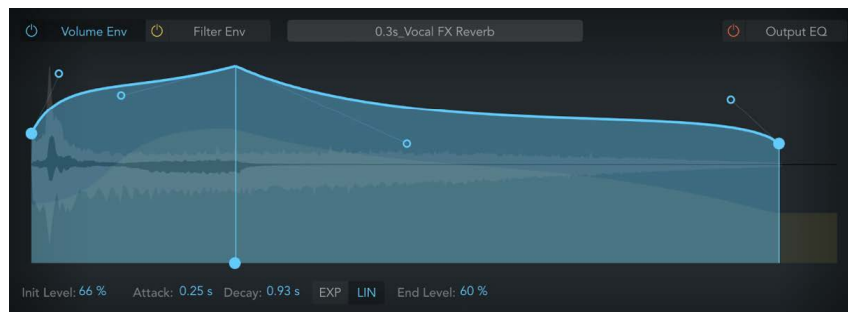 Volume Env Filter Env 0.3s_Vocal FX Reverb Output EQ
Init Level: 66 % Attack: 0.25 s Decay: 0.93 s EXP LIN End Level: 60 %